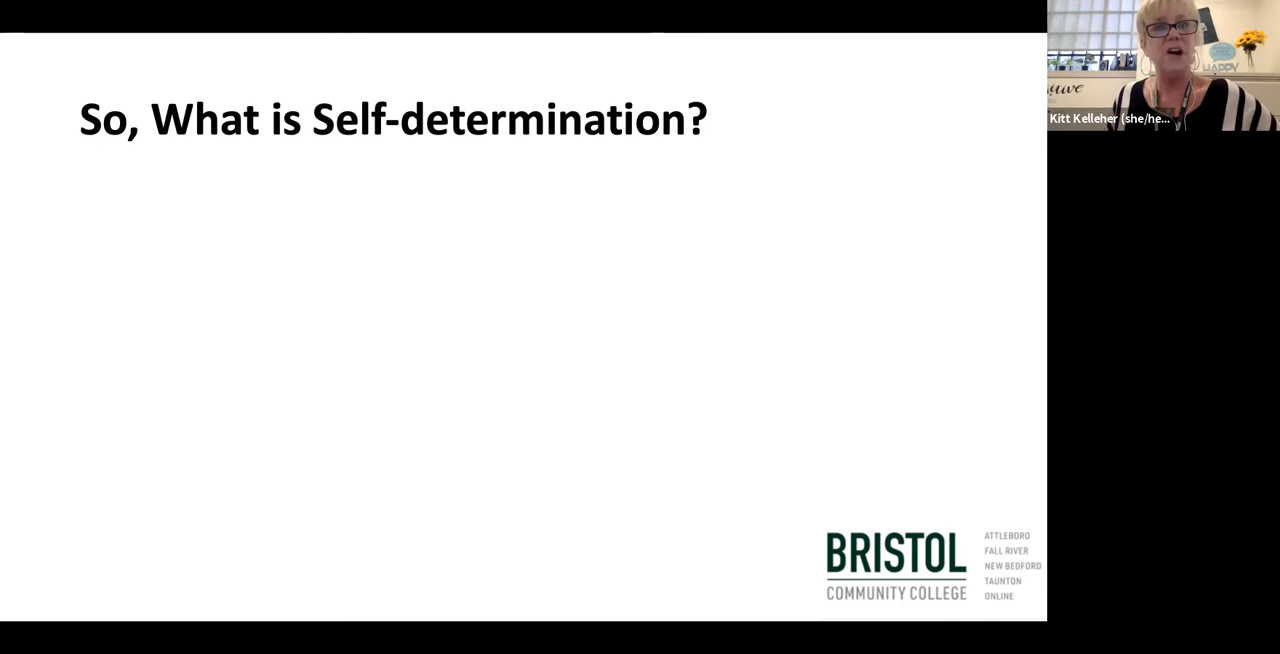 So, What is Self-determination?
HAPPY
Kitt Kelleher (she/he...
BRISTOL
COMMUNITY COLLEGE
ATTLEBORO
FALL RIVER
NEW BEDFORD
TAUNTON
ONLINE